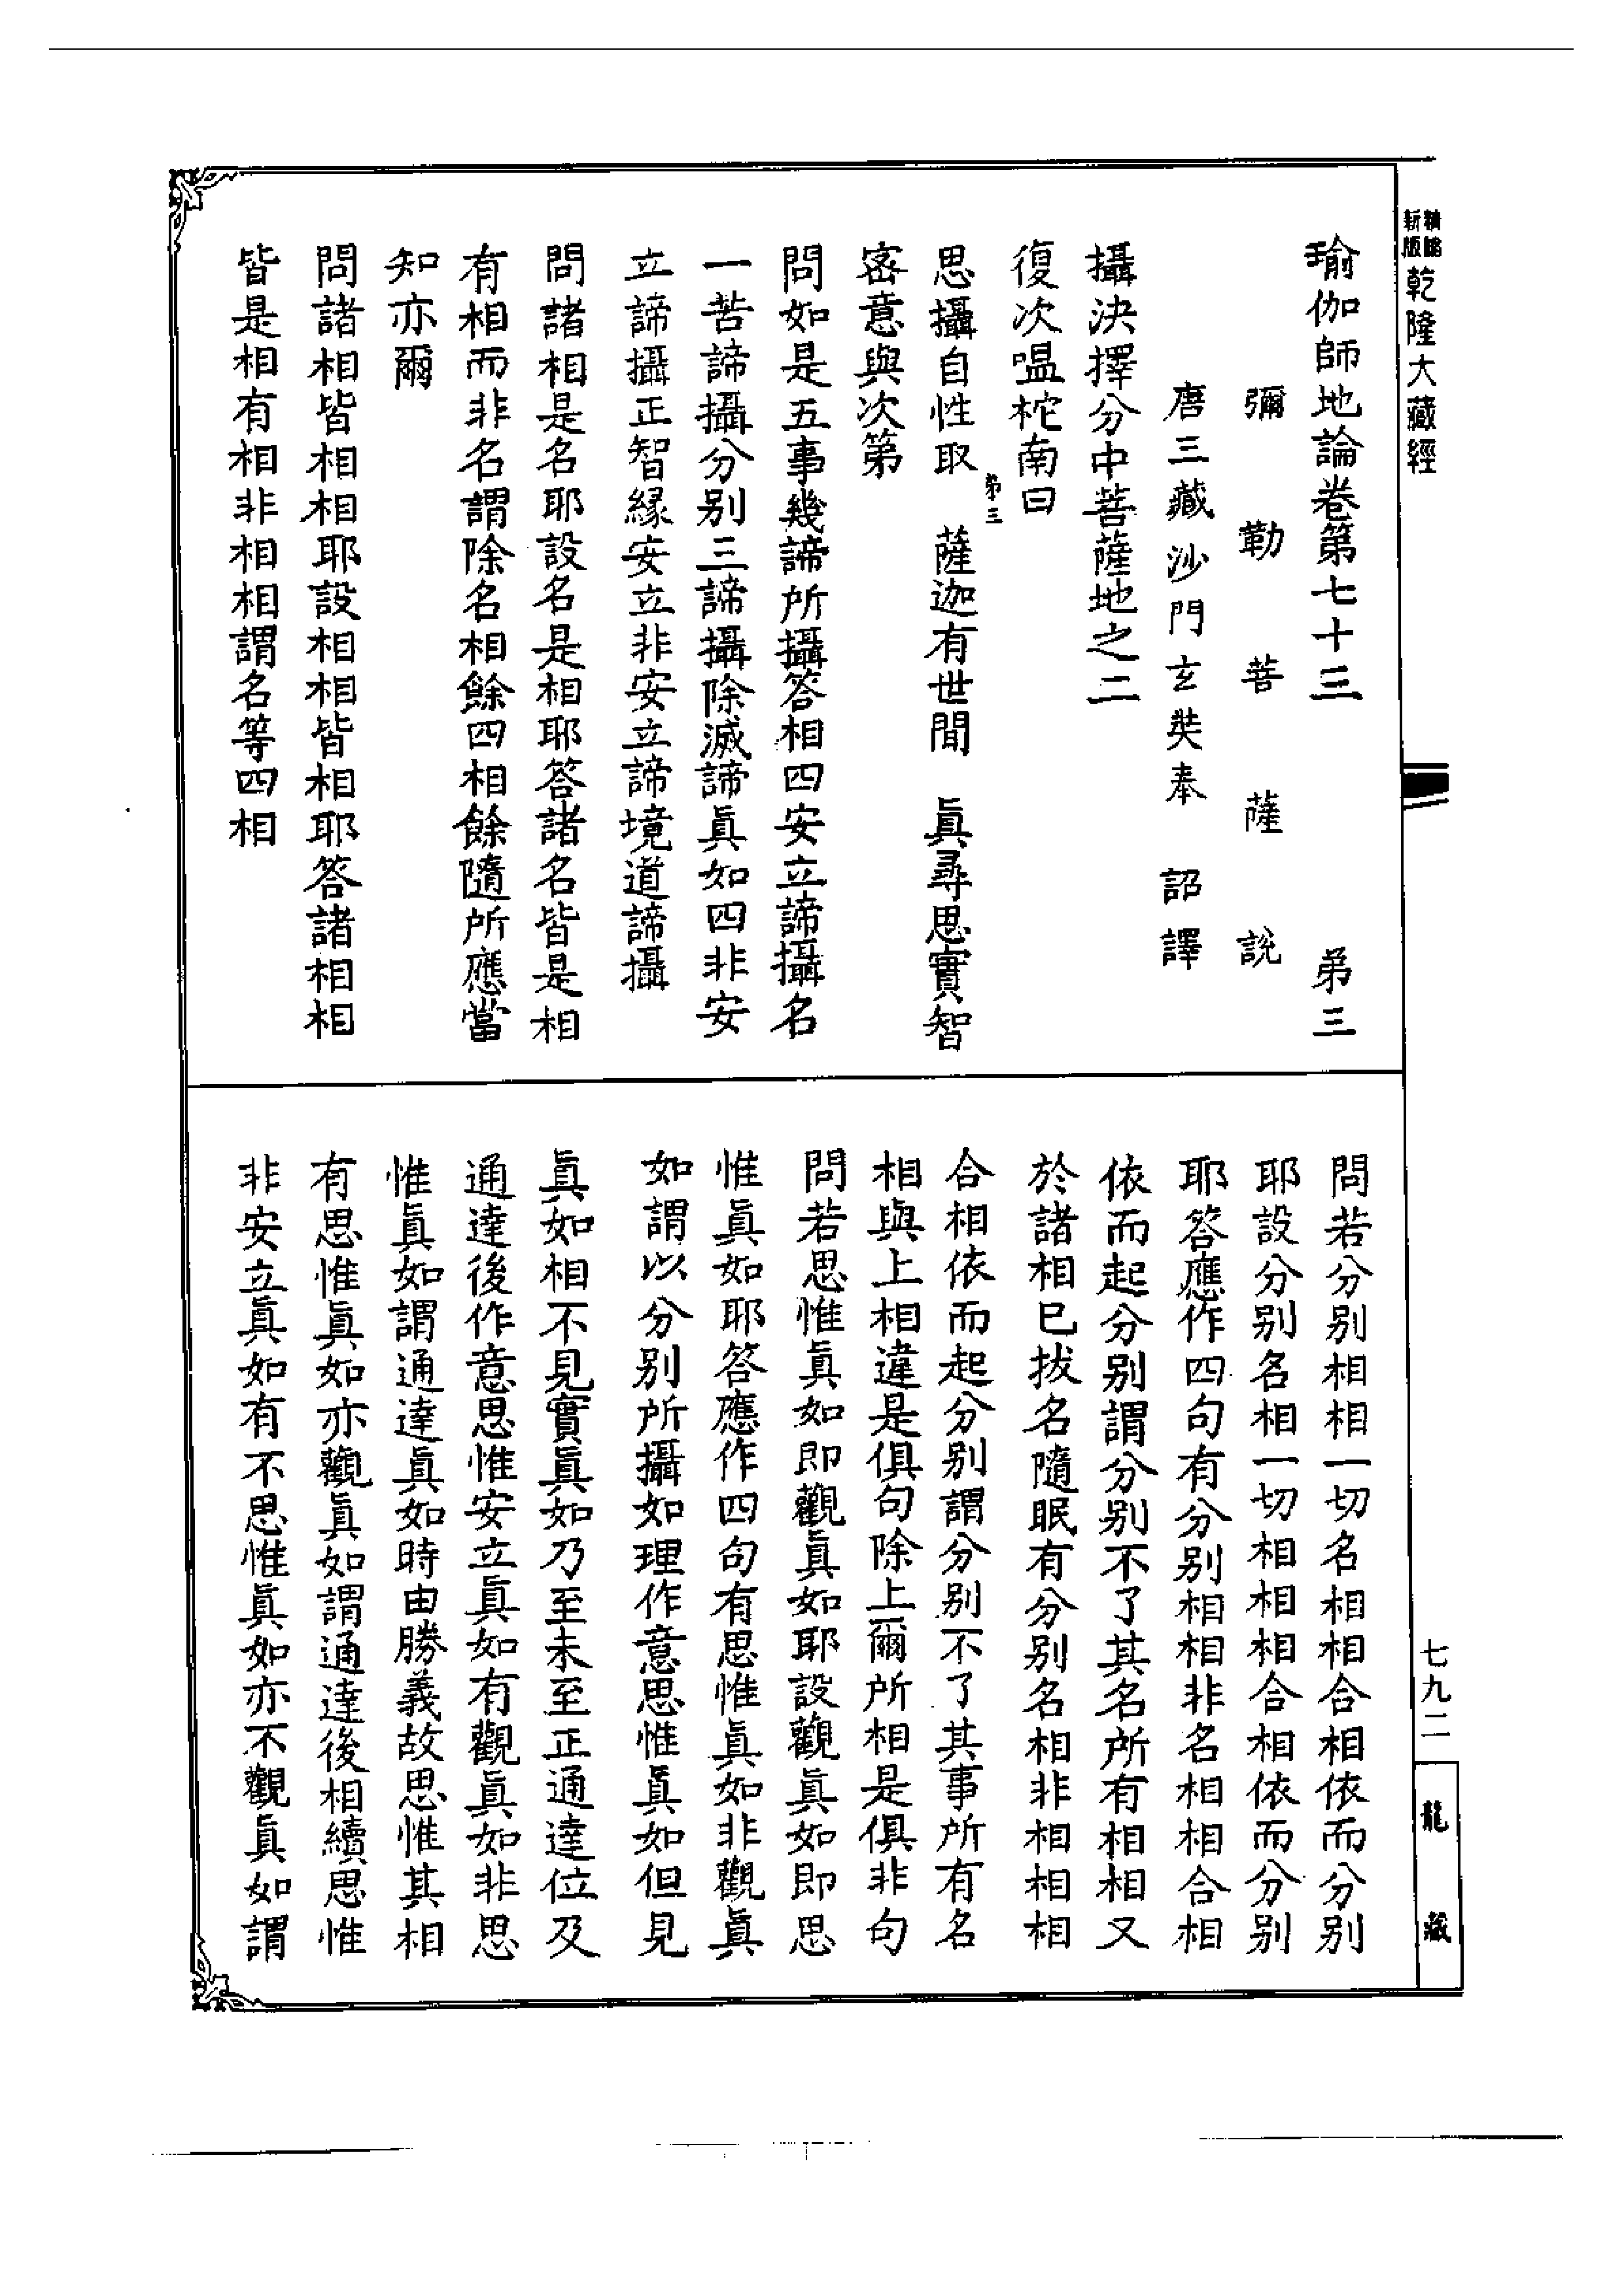 新版
精縮
乾隆大藏經
瑜伽師地論卷第七十三　弟三
彌勒菩薩說
唐三藏沙門玄奘奉　詔譯
攝決擇分中菩薩地之二
復次嗢柁南曰
弟三
思攝自性取　薩迦有世間　眞尋思實智
密意與次第
問如是五事幾諦所攝答相四安立諦攝名
一苦諦攝分别三諦攝除滅諦眞如四非安
立諦攝正智緣安立非安立諦境道諦攝
問諸相是名耶設名是相耶答諸名皆是相
有相而非名謂除名相餘四相餘隨所應當
知亦爾
問諸相皆相相耶設相相皆相耶答諸相相
皆是相有相非相相謂名等四相
問若分别相相一切名相相合相依而分别
耶設分别名相一切相相相合相依而分别
耶答應作四句有分别相相非名相相合相
依而起分别謂分别不了其名所有相相又
於諸相已拔名隨眠有分别名相非相相相
合相依而起分别謂分别不了其事所有名
相與上相違是俱句除上爾所相是俱非句
問若思惟眞如即觀眞如耶設觀眞如即思
惟眞如耶答應作四句有思惟眞如非觀眞
如謂以分别所攝如理作意思惟眞如但見
眞如相不見實眞如乃至未至正通達位及
通達後作意思惟安立眞如有觀眞如非思
惟眞如謂通達眞如時由勝義故思惟其相
有思惟眞如亦觀眞如謂通達後相續思惟
非安立眞如有不思惟眞如亦不觀眞如謂
七九二
龍藏